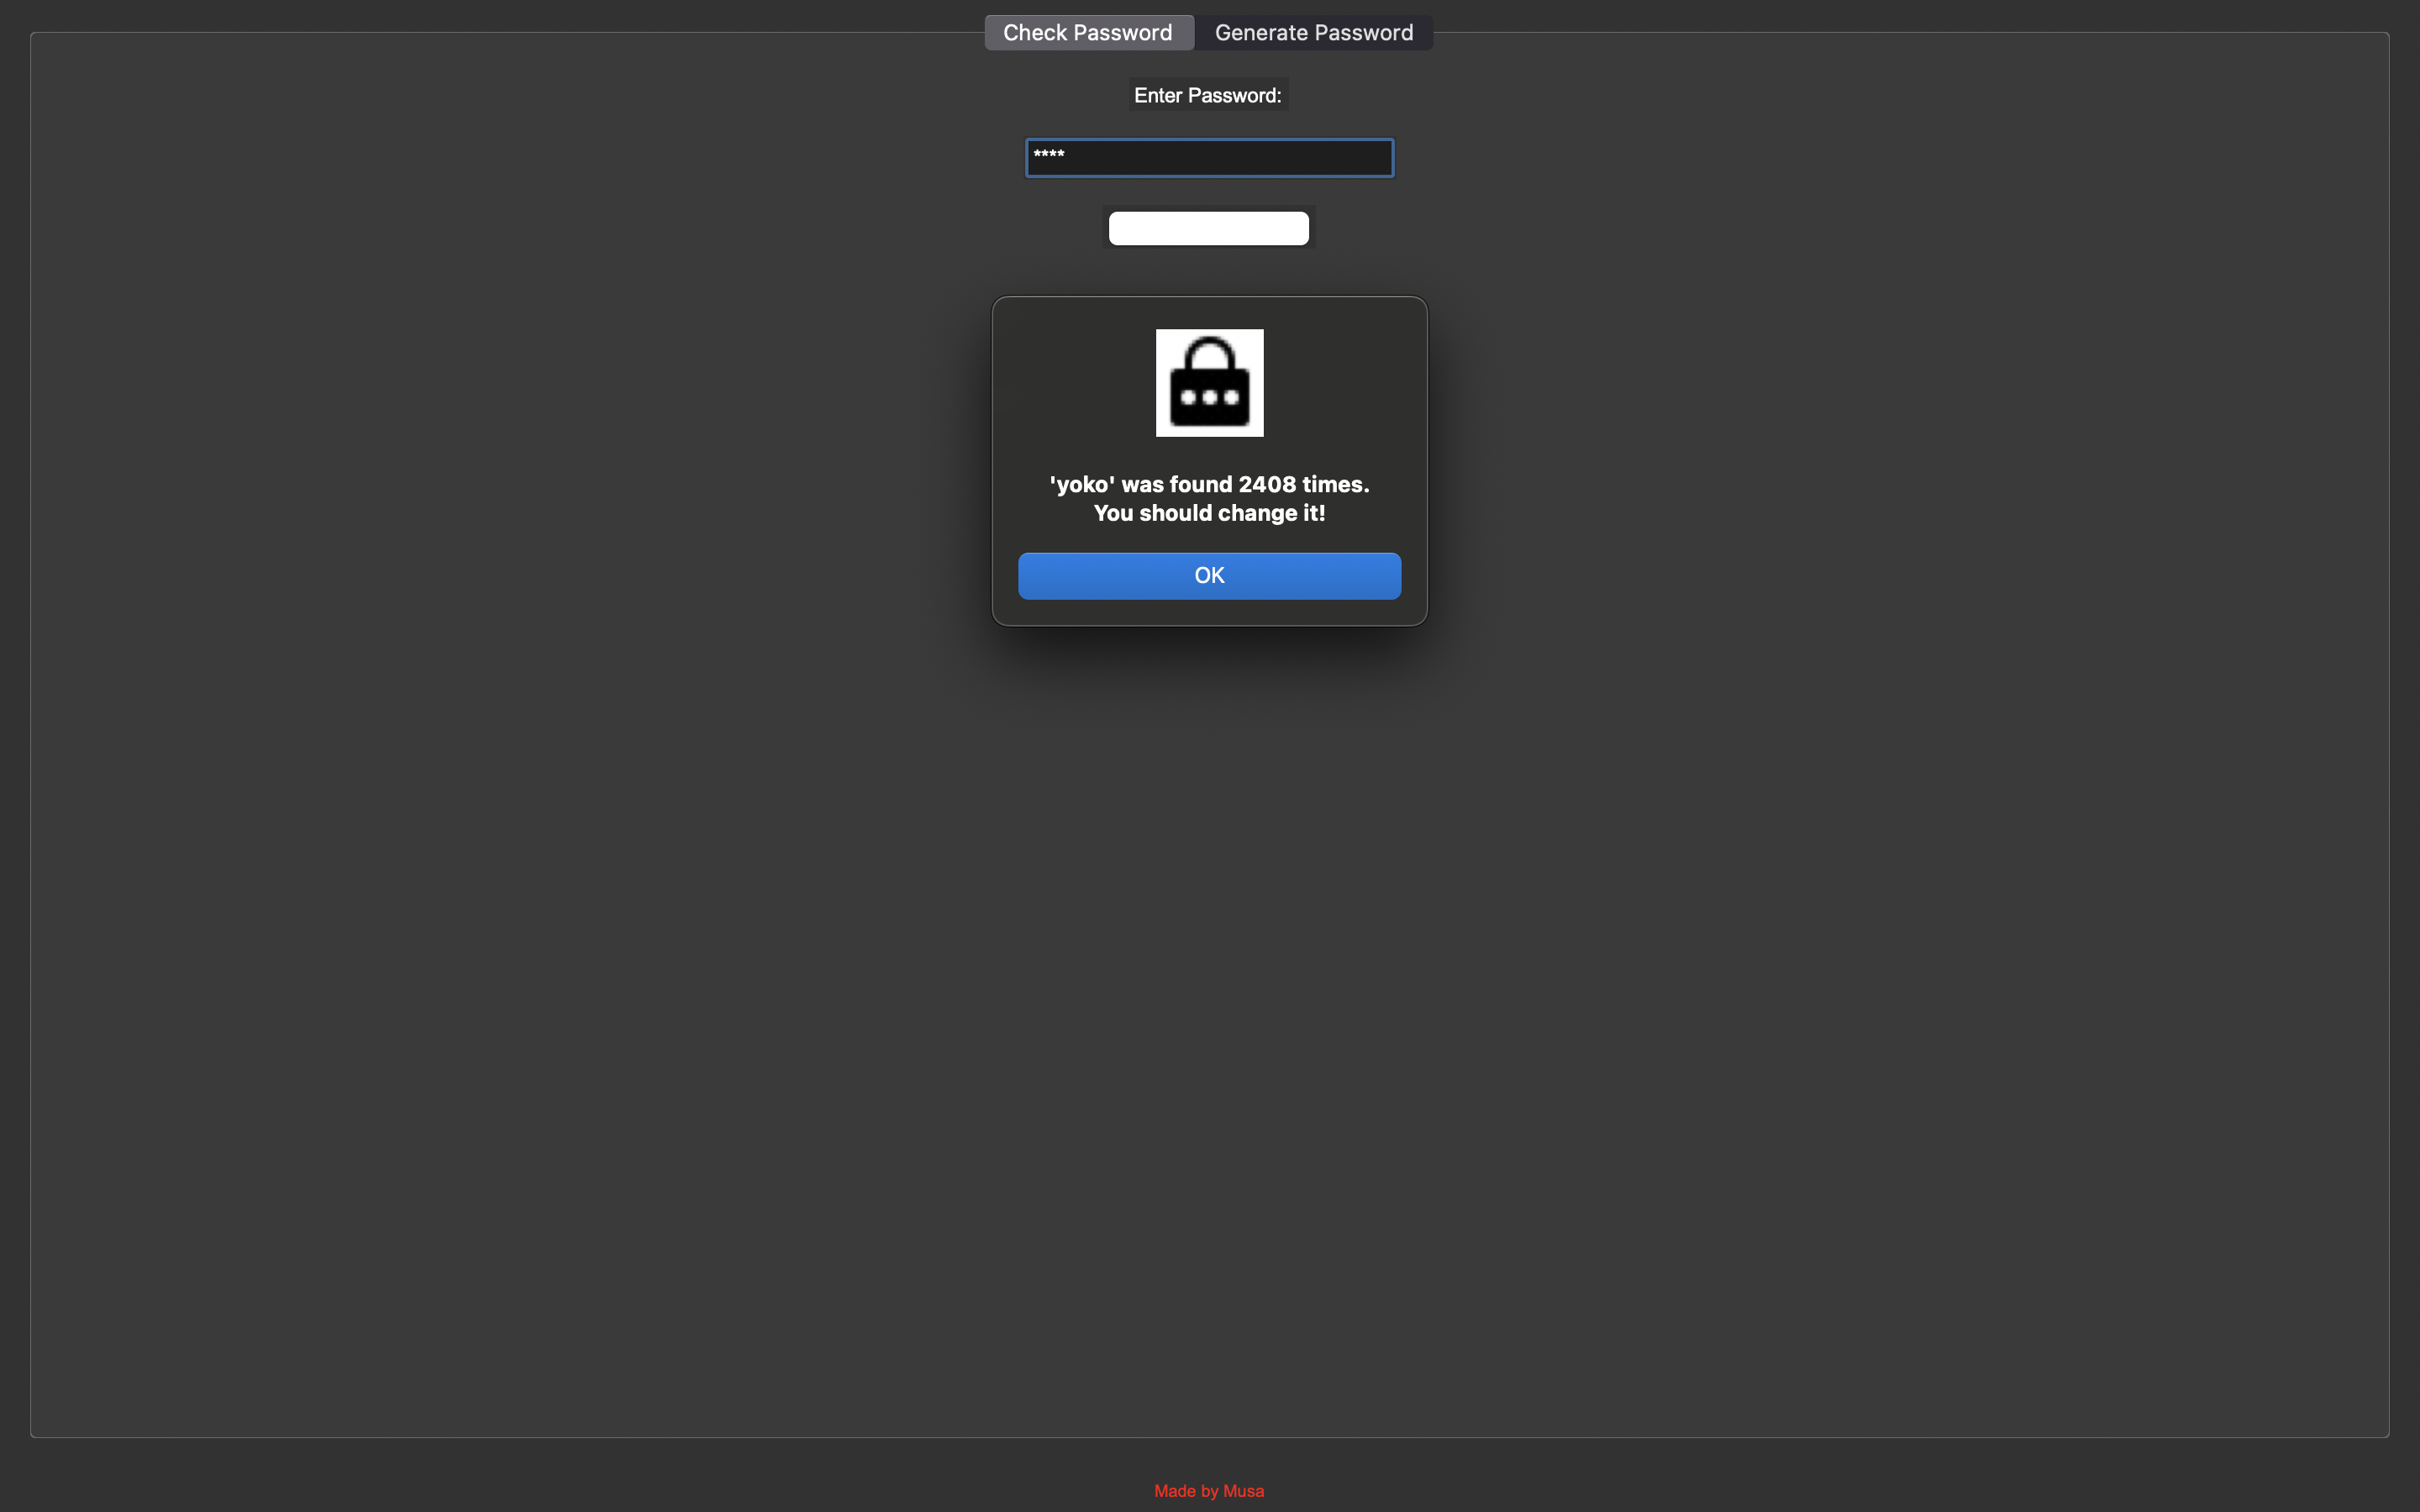 Check Password
Generate Password
Enter Password:
****
'yoko' was found 2408 times.
You should change it!
OK
Made by Musa